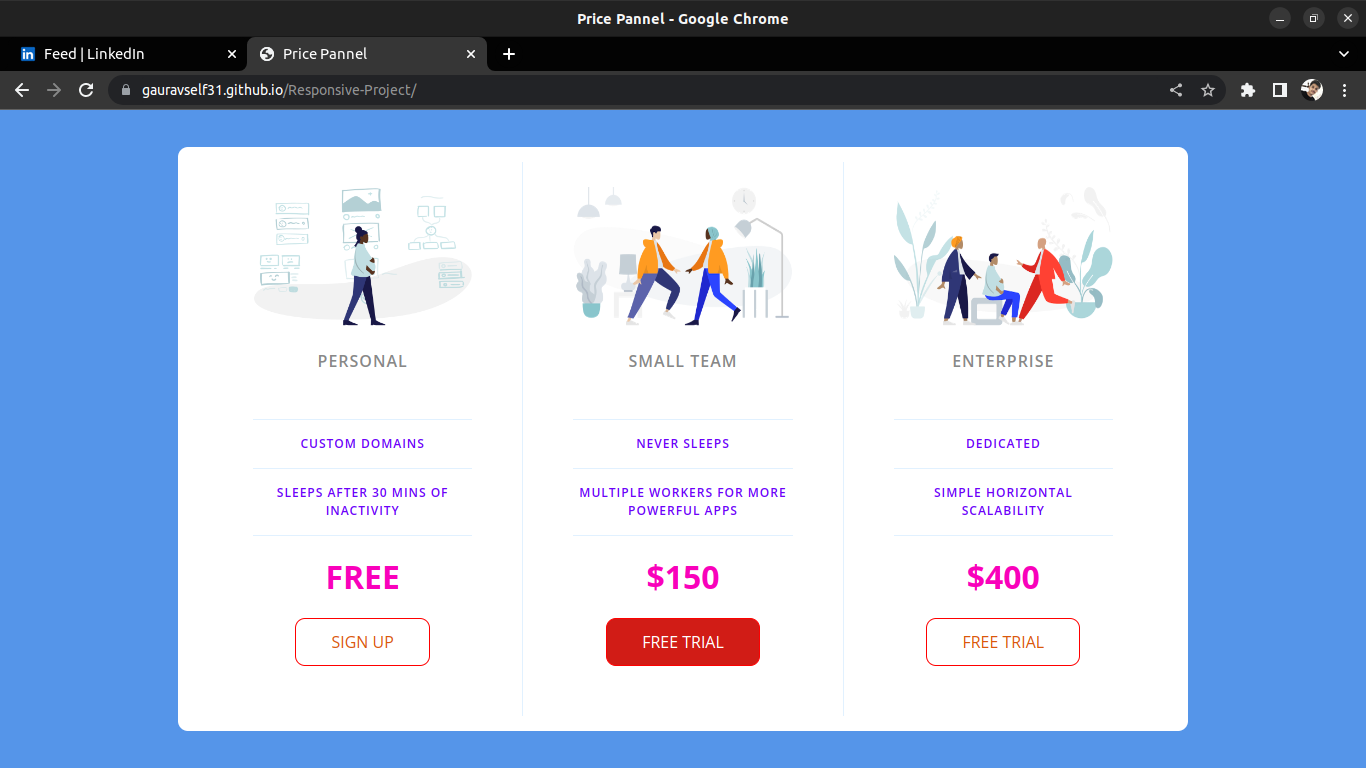 Price Pannel - Google Chrome
in Feed | LinkedIn
Price Pannel
gauravself31.github.io/Responsive-Project/
PERSONAL
CUSTOM DOMAINS
SLEEPS AFTER 30 MINS OF
INACTIVITY
FREE
SIGN UP
SMALL TEAM
NEVER SLEEPS
MULTIPLE WORKERS FOR MORE
POWERFUL APPS
$150
FREE TRIAL
ENTERPRISE
DEDICATED
SIMPLE HORIZONTAL
SCALABILITY
$400
FREE TRIAL